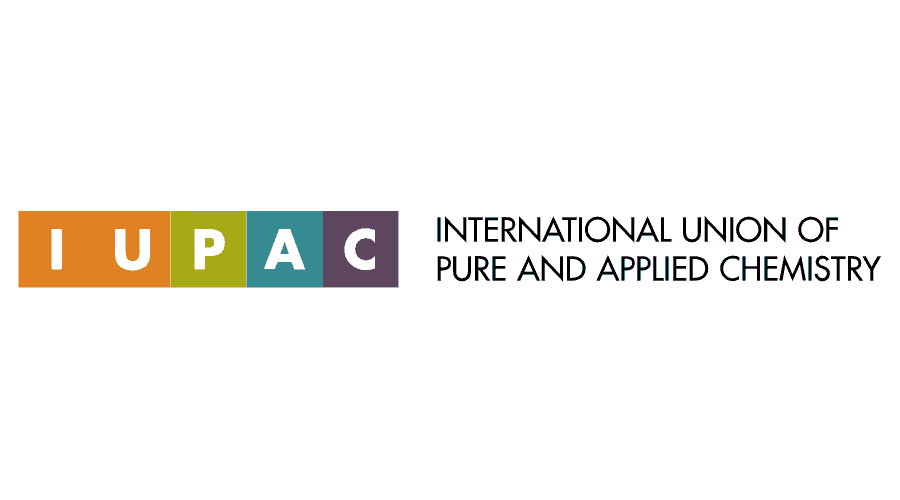 IUPAC
INTERNATIONAL UNION OF
PURE AND APPLIED CHEMISTRY